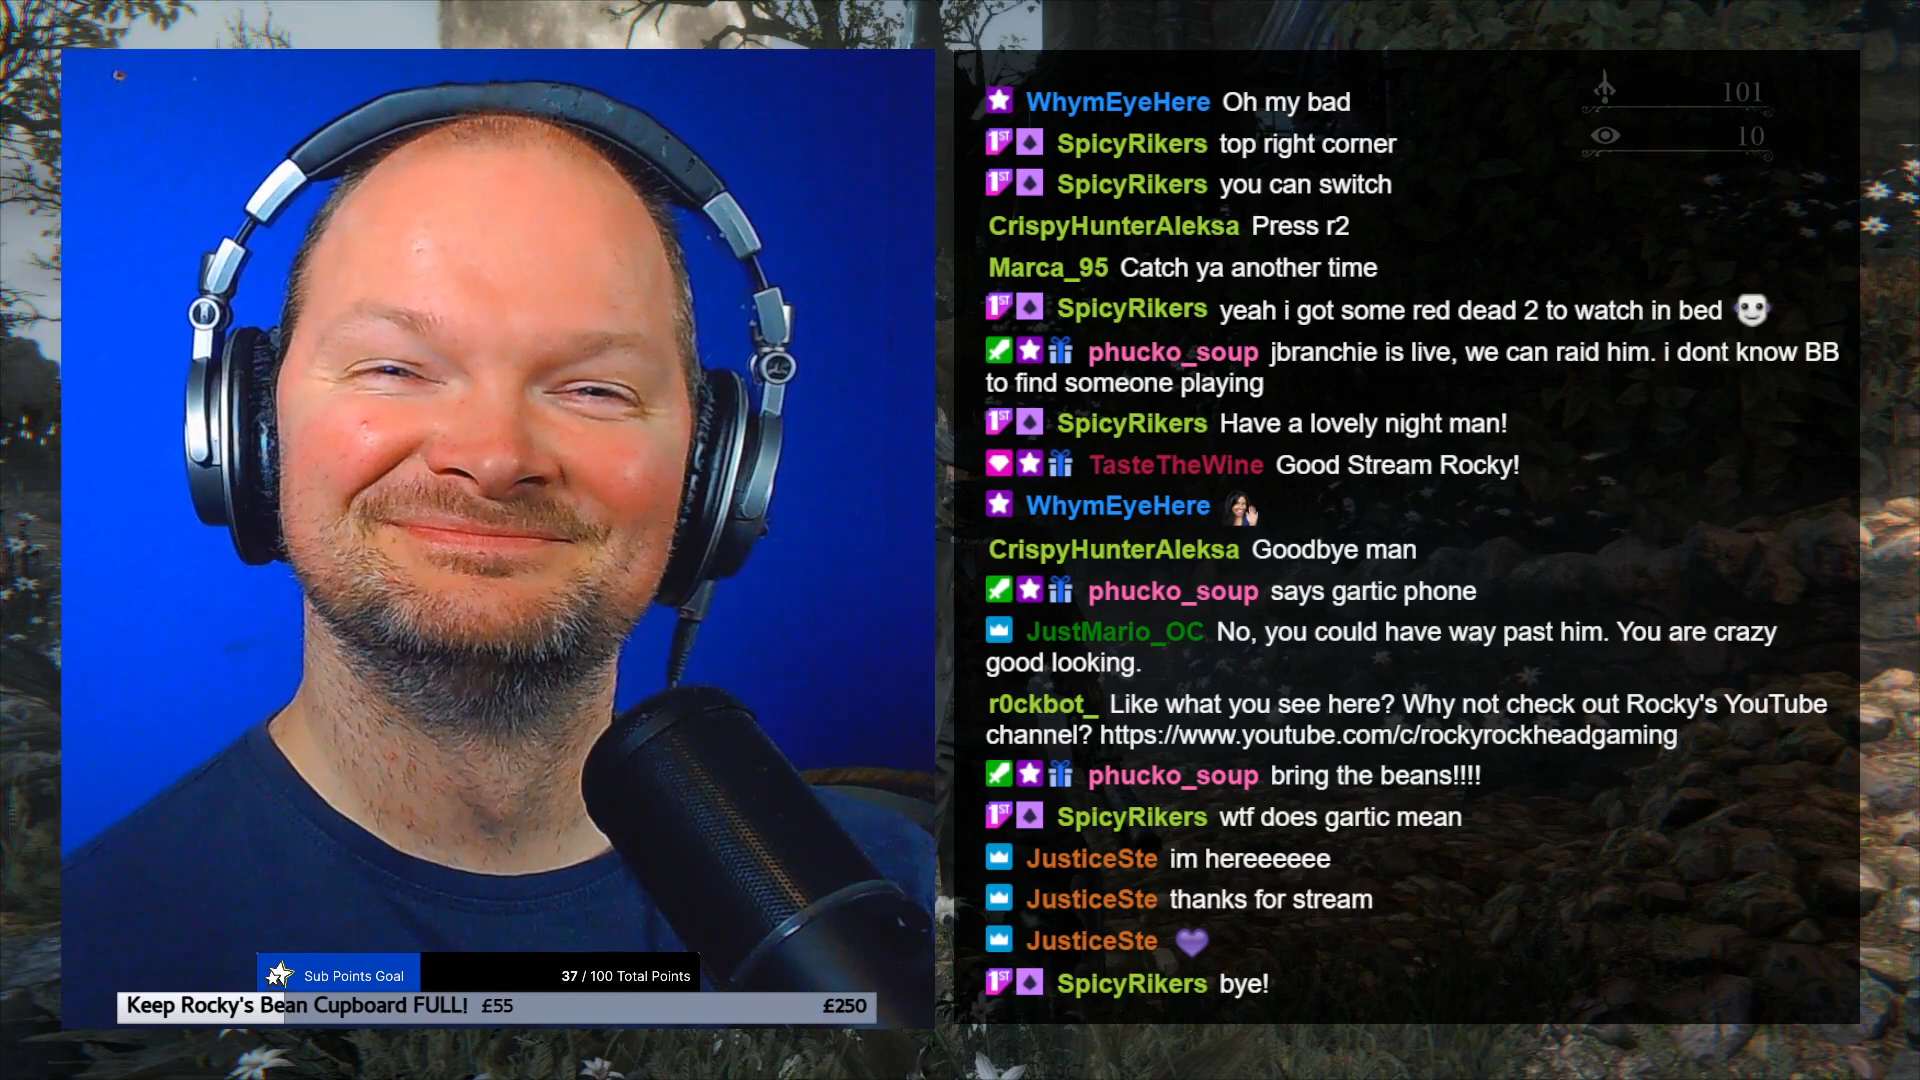 101
10
WhymEyeHere Oh my bad
1ST SpicyRikers top right corner
1ST SpicyRikers you can switch
CrispyHunterAleksa Press r2
Marca_95 Catch ya another time
1ST SpicyRikers yeah i got some red dead 2 to watch in bed
phucko_soup jbranchie is live, we can raid him. i dont know BB
to find someone playing
1ST SpicyRikers Have a lovely night man!
TasteTheWine Good Stream Rocky!
WhymEyeHere
CrispyHunterAleksa Goodbye man
phucko_soup says gartic phone
JustMario_OC No, you could have way past him. You are crazy
good looking.
r0ckbot_ Like what you see here? Why not check out Rocky's YouTube
channel? https://www.youtube.com/c/rockyrockheadgaming
phucko_soup bring the beans!!!!
1ST SpicyRikers wtf does gartic mean
JusticeSte im hereeeeee
JusticeSte thanks for stream
JusticeSte
1ST SpicyRikers bye!
Sub Points Goal 37 / 100 Total Points
Keep Rocky's Bean Cupboard FULL! £55 £250